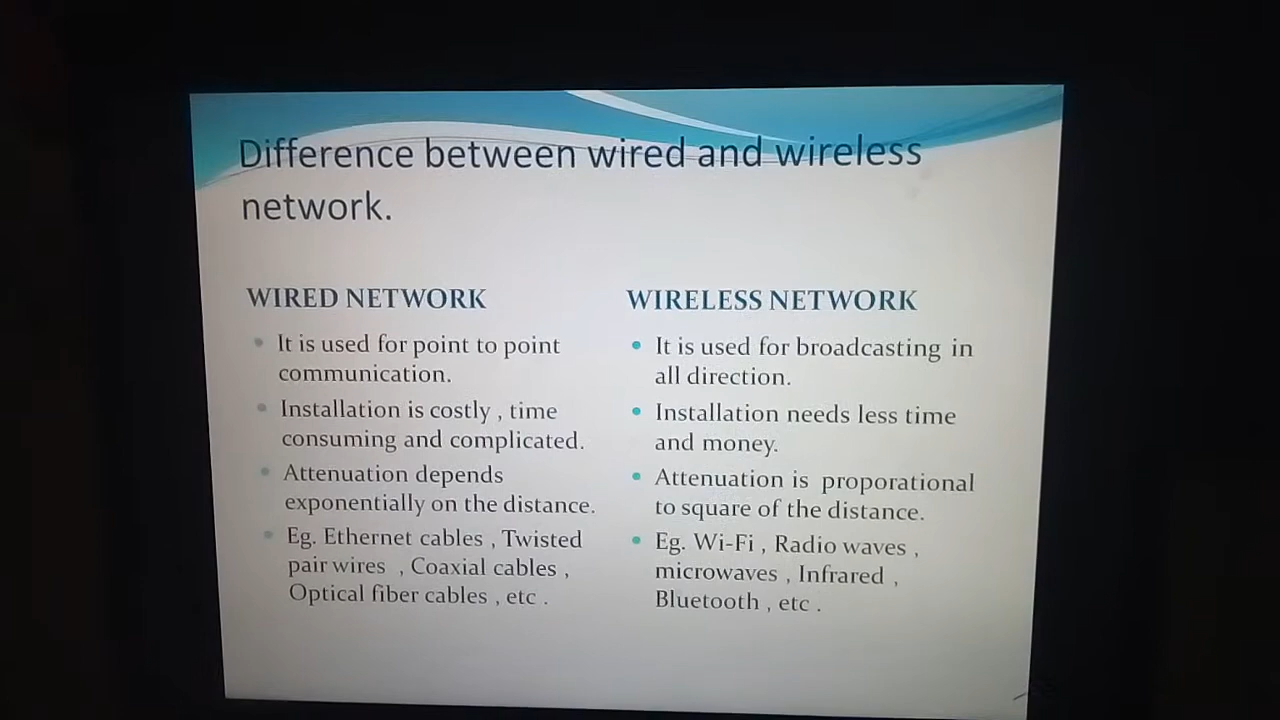 Difference between wired and wireless
network.
WIRED NETWORK
It is used for point to point
communication.
Installation is costly , time
consuming and complicated.
Attenuation depends
exponentially on the distance.
Eg. Ethernet cables , Twisted
pair wires , Coaxial cables ,
Optical fiber cables , etc .
WIRELESS NETWORK
It is used for broadcasting in
all direction.
Installation needs less time
and money.
Attenuation is proporational
to square of the distance.
Eg. Wi-Fi , Radio waves ,
microwaves , Infrared ,
Bluetooth , etc .